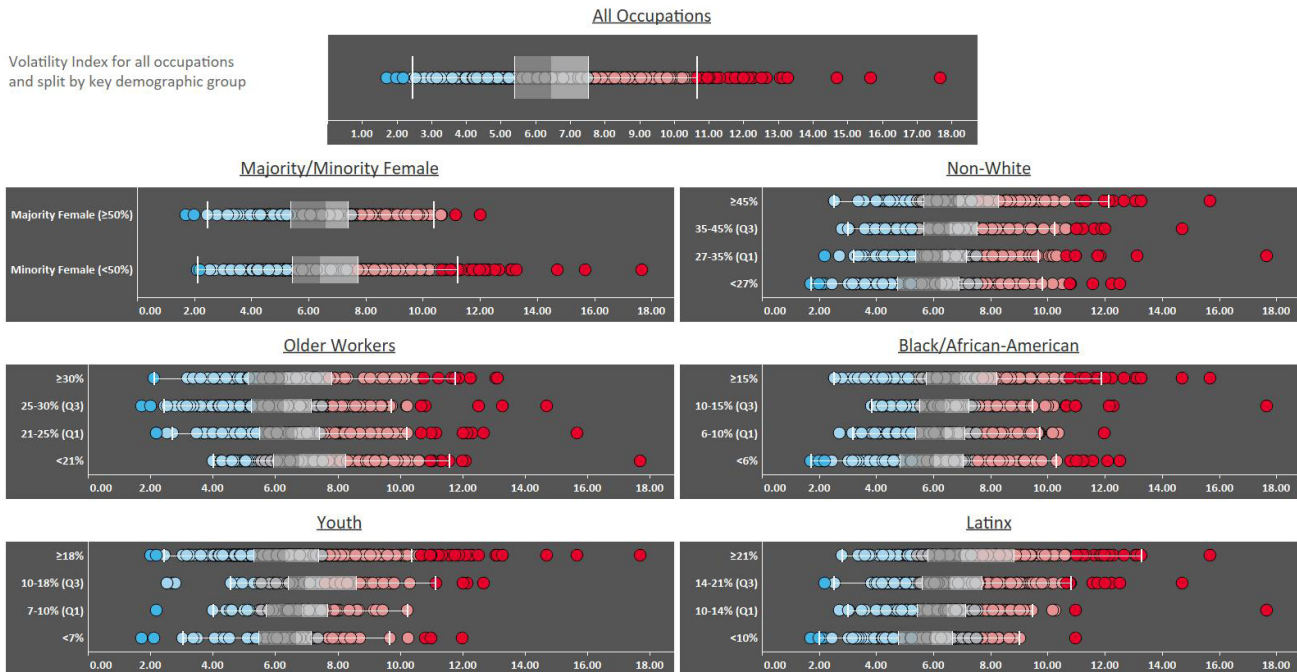 All Occupations
Volatility Index for all occupations
and split by key demographic group
1.00 2.00 3.00 4.00 5.00 6.00 7.00 8.00 9.00 10.00 11.00 12.00 13.00 14.00 15.00 16.00 17.00 18.00
Majority/Minority Female
Majority Female (≥50%)
Minority Female (<50%)
0.00 2.00 4.00 6.00 8.00 10.00 12.00 14.00 16.00 18.00
Non-White
≥45%
35-45% (Q3)
27-35% (Q1)
<27%
0.00 2.00 4.00 6.00 8.00 10.00 12.00 14.00 16.00 18.00
Older Workers
≥30%
25-30% (Q3)
21-25% (Q1)
<21%
0.00 2.00 4.00 6.00 8.00 10.00 12.00 14.00 16.00 18.00
Black/African-American
≥15%
10-15% (Q3)
6-10% (Q1)
<6%
0.00 2.00 4.00 6.00 8.00 10.00 12.00 14.00 16.00 18.00
Youth
≥18%
10-18% (Q3)
7-10% (Q1)
<7%
0.00 2.00 4.00 6.00 8.00 10.00 12.00 14.00 16.00 18.00
Latinx
≥21%
14-21% (Q3)
10-14% (Q1)
<10%
0.00 2.00 4.00 6.00 8.00 10.00 12.00 14.00 16.00 18.00